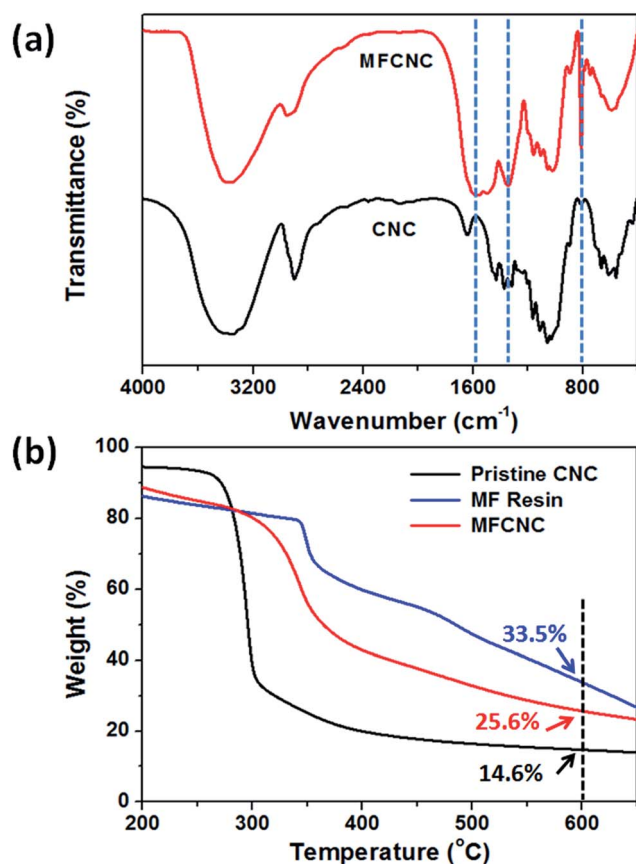 (a)
MFCNC
CNC
Transmittance (%)
4000 3200 2400 1600 800
Wavenumber (cm⁻¹)
(b)
100
80
60
40
20
0
Weight (%)
Pristine CNC
MF Resin
MFCNC
33.5%
25.6%
14.6%
200 300 400 500 600
Temperature (°C)